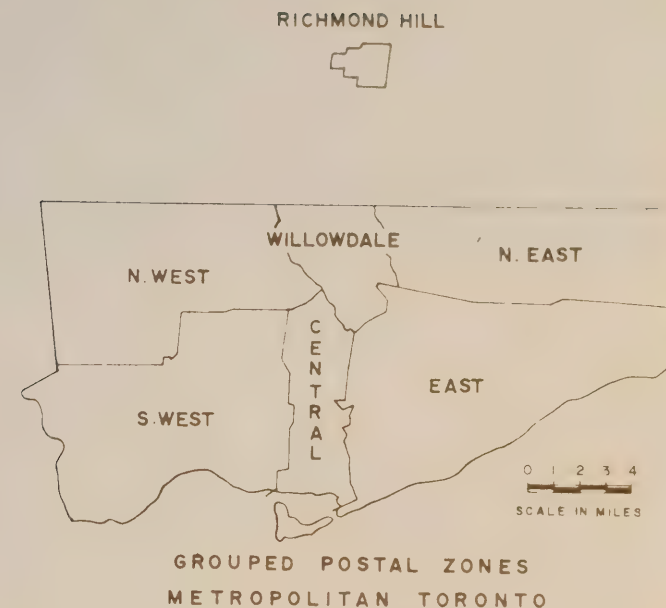 RICHMOND HILL
WILLOWDALE
N. WEST
N. EAST
CENTRAL
EAST
S. WEST
0 1 2 3 4
SCALE IN MILES
GROUPED POSTAL ZONES
METROPOLITAN TORONTO